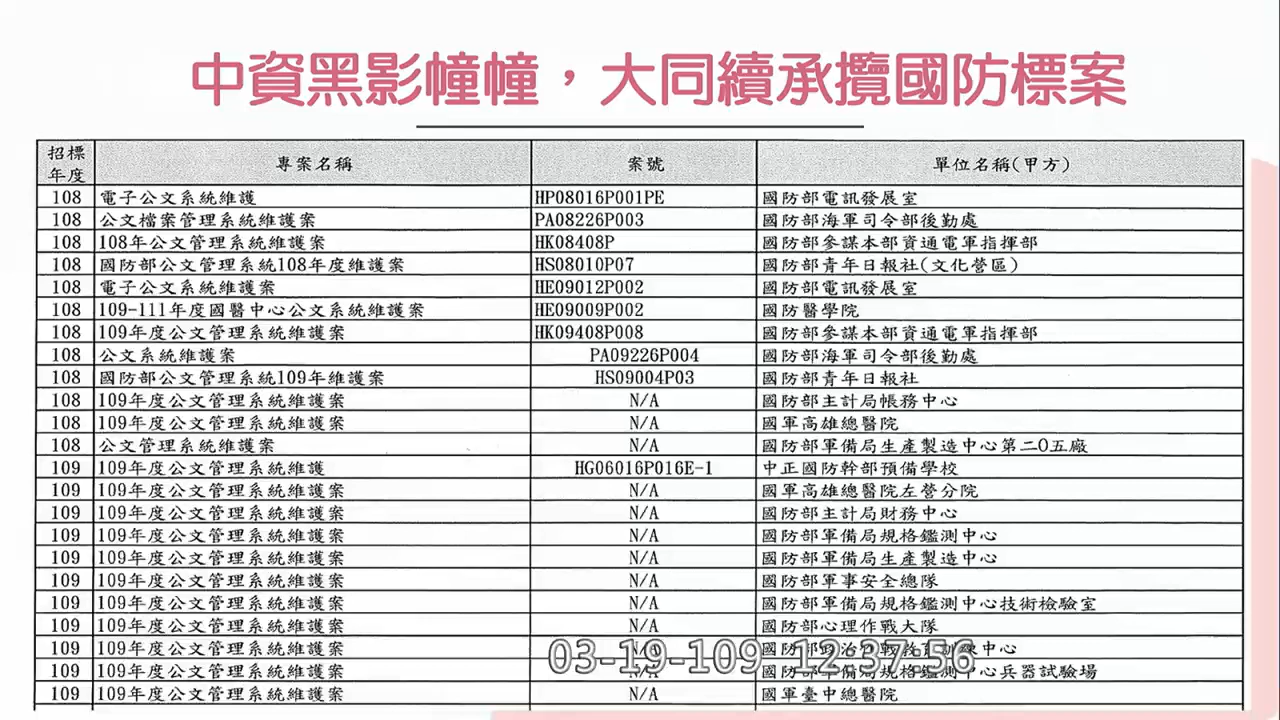 中資黑影幢幢，大同續承攬國防標案
招標年度 專案名稱 案號 單位名稱(甲方)
108 電子公文系統維護 HP08016P001PE 國防部電訊發展室
108 公文檔案管理系統維護案 PA08226P003 國防部海軍司令部後勤處
108 108年公文管理系統維護案 HK08408P 國防部參謀本部資通電軍指揮部
108 國防部公文管理系統108年度維護案 HS08010P07 國防部青年日報社(文化營區)
108 電子公文系統維護案 HE09012P002 國防部電訊發展室
108 109-111年度國醫中心公文系統維護案 HE09009P002 國防醫學院
108 109年度公文管理系統維護案 HK09408P008 國防部參謀本部資通電軍指揮部
108 公文系統維護案 PA09226P004 國防部海軍司令部後勤處
108 國防部公文管理系統109年維護案 HS09004P03 國防部青年日報社
108 109年度公文管理系統維護案 N/A 國防部主計局帳務中心
108 109年度公文管理系統維護案 N/A 國軍高雄總醫院
108 公文管理系統維護案 N/A 國防部軍備局生產製造中心第二0五廠
109 109年度公文管理系統維護 HG06016P016E-1 中正國防幹部預備學校
109 109年度公文管理系統維護案 N/A 國軍高雄總醫院左營分院
109 109年度公文管理系統維護案 N/A 國防部主計局財務中心
109 109年度公文管理系統維護案 N/A 國防部軍備局規格鑑測中心
109 109年度公文管理系統維護案 N/A 國防部軍備局生產製造中心
109 109年度公文管理系統維護案 N/A 國防部軍事安全總隊
109 109年度公文管理系統維護案 N/A 國防部軍備局規格鑑測中心技術檢驗室
109 109年度公文管理系統維護案 N/A 國防部心理作戰大隊
109 109年度公文管理系統維護案 N/A 國防部政治作戰 訓練中心
109 109年度公文管理系統維護案 N/A 國防部軍備局規格鑑測中心兵器試驗場
109 109年度公文管理系統維護案 N/A 國軍臺中總醫院
03-19-109 12:37:56